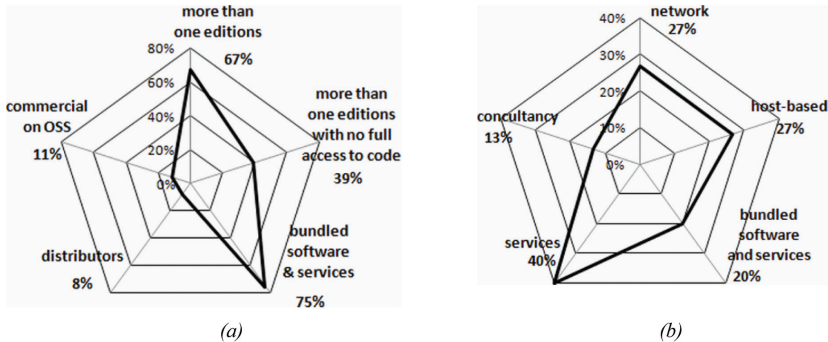 more than
one editions
67%
80%
60%
40%
20%
0%
more than
one editions
with no full
access to code
39%
bundled
software
& services
75%
distributors
8%
commercial
on OSS
11%
(a)
network
27%
40%
30%
20%
10%
0%
host-based
27%
bundled
software
and services
20%
services
40%
concultancy
13%
(b)